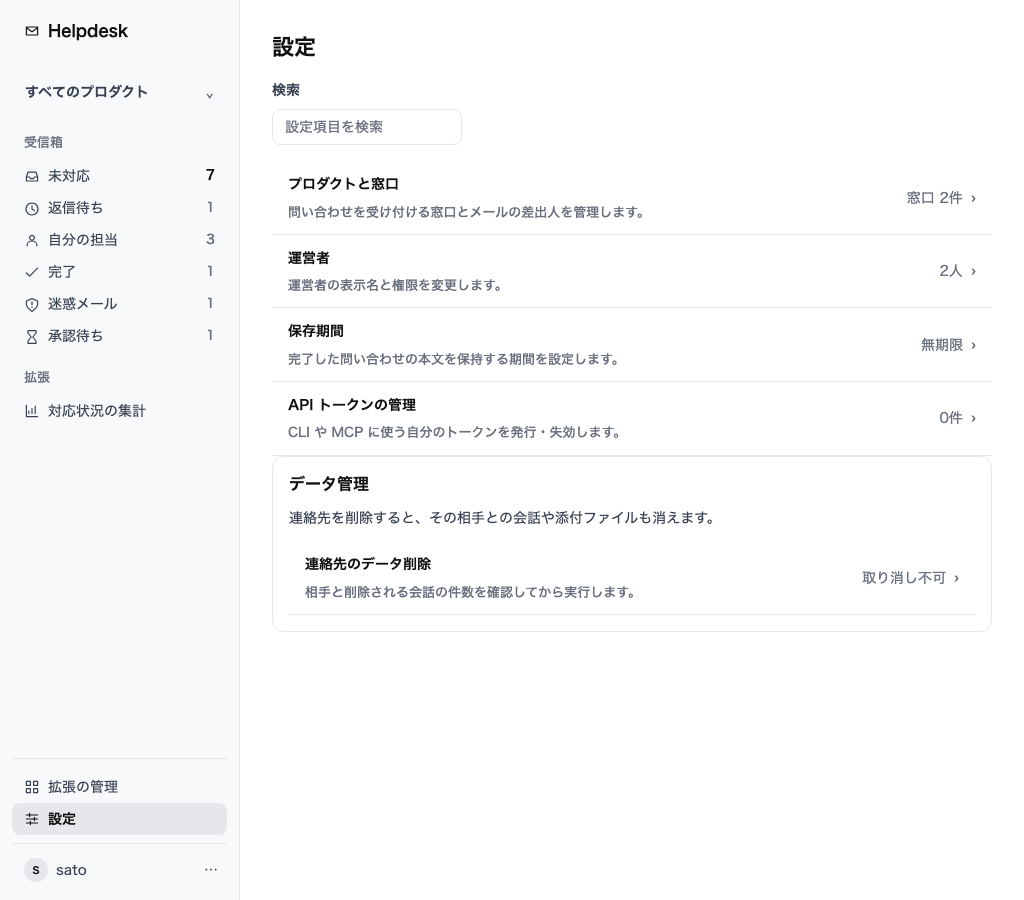 Helpdesk
すべてのプロダクト
受信箱
未対応 7
返信待ち 1
自分の担当 3
完了 1
迷惑メール 1
承認待ち 1
拡張
対応状況の集計
拡張の管理
設定
S sato ...
設定
検索
設定項目を検索
プロダクトと窓口
問い合わせを受け付ける窓口とメールの差出人を管理します。
窓口 2件 ›
運営者
運営者の表示名と権限を変更します。
2人 ›
保存期間
完了した問い合わせの本文を保持する期間を設定します。
無期限 ›
API トークンの管理
CLI や MCP に使う自分のトークンを発行・失効します。
0件 ›
データ管理
連絡先を削除すると、その相手との会話や添付ファイルも消えます。
連絡先のデータ削除
相手と削除される会話の件数を確認してから実行します。
取り消し不可 ›